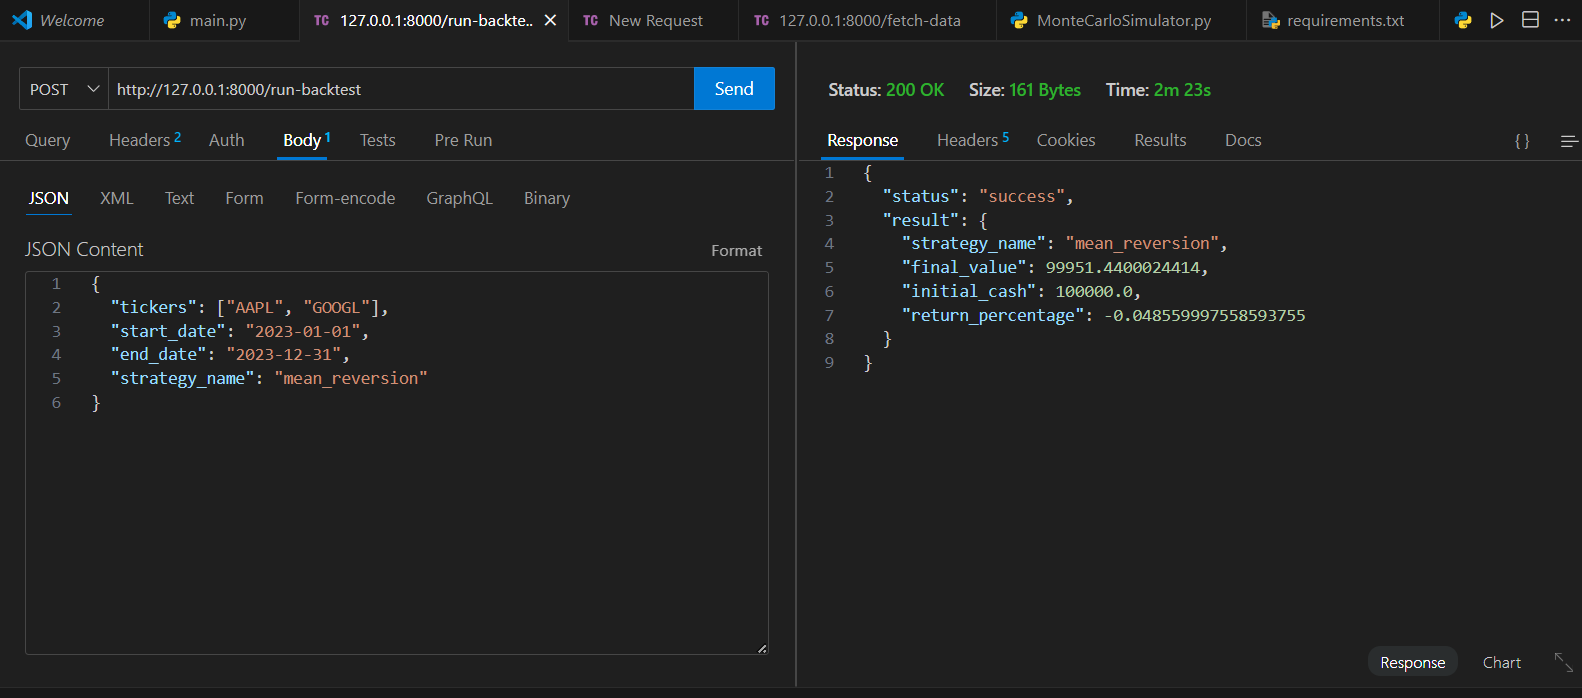 Welcome
main.py
TC 127.0.0.1:8000/run-backte..
TC New Request
TC 127.0.0.1:8000/fetch-data
MonteCarloSimulator.py
requirements.txt
POST http://127.0.0.1:8000/run-backtest Send
Query Headers 2 Auth Body 1 Tests Pre Run
JSON XML Text Form Form-encode GraphQL Binary
JSON Content Format
1 {
2 "tickers": ["AAPL", "GOOGL"],
3 "start_date": "2023-01-01",
4 "end_date": "2023-12-31",
5 "strategy_name": "mean_reversion"
6 }
Status: 200 OK Size: 161 Bytes Time: 2m 23s
Response Headers 5 Cookies Results Docs { }
1 {
2 "status": "success",
3 "result": {
4 "strategy_name": "mean_reversion",
5 "final_value": 99951.4400024414,
6 "initial_cash": 100000.0,
7 "return_percentage": -0.048559997558593755
8 }
9 }
Response Chart